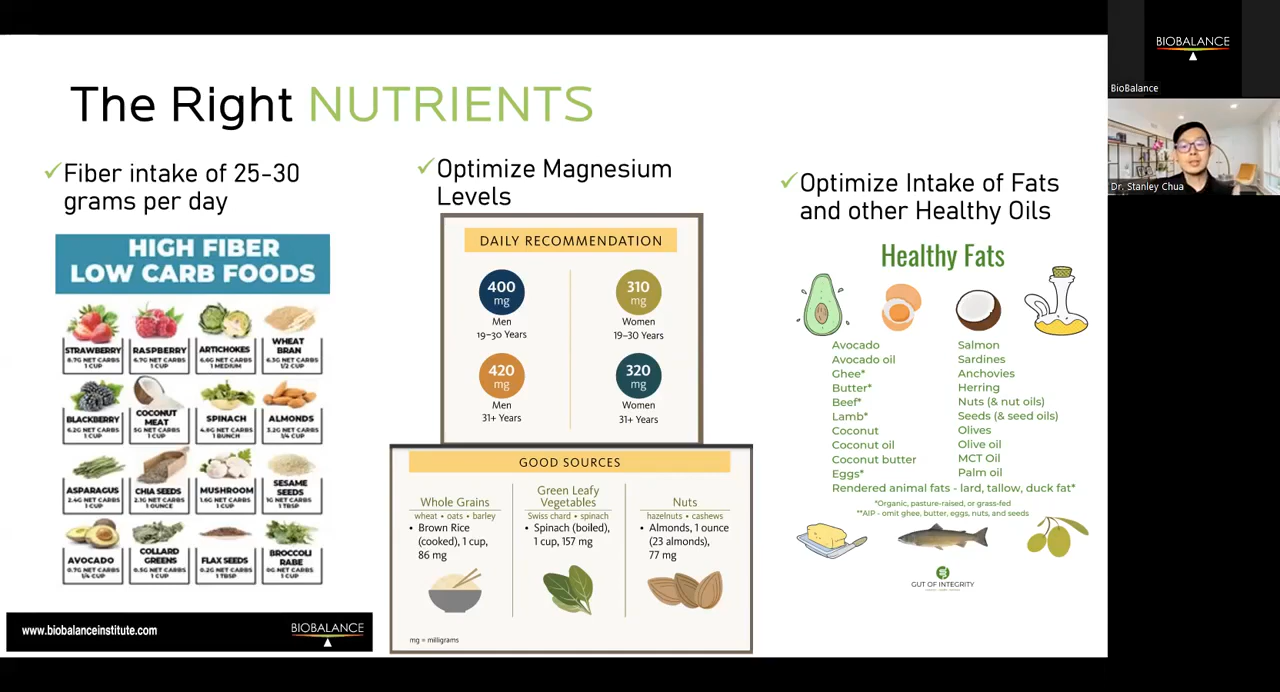 The Right NUTRIENTS
✓Fiber intake of 25-30
grams per day
HIGH FIBER
LOW CARB FOODS
STRAWBERRY
8.7G NET CARBS
1 CUP
RASPBERRY
6.7G NET CARBS
1 CUP
ARTICHOKES
6.6G NET CARBS
1 MEDIUM
WHEAT
BRAN
6.3G NET CARBS
1/2 CUP
BLACKBERRY
6.2G NET CARBS
1 CUP
COCONUT
MEAT
5G NET CARBS
1 CUP
SPINACH
4.8G NET CARBS
1 BUNCH
ALMONDS
3.2G NET CARBS
1/4 CUP
ASPARAGUS
2.4G NET CARBS
1 CUP
CHIA SEEDS
2.1G NET CARBS
1 OUNCE
MUSHROOM
1.6G NET CARBS
1 CUP
SESAME
SEEDS
1G NET CARBS
1 TBSP
AVOCADO
0.7G NET CARBS
1/4 CUP
COLLARD
GREENS
0.5G NET CARBS
1 CUP
FLAX SEEDS
0.2G NET CARBS
1 TBSP
BROCCOLI
RABE
0G NET CARBS
1 CUP
www.biobalanceinstitute.com
BIOBALANCE
✓Optimize Magnesium
Levels
DAILY RECOMMENDATION
400
mg
Men
19–30 Years
310
mg
Women
19–30 Years
420
mg
Men
31+ Years
320
mg
Women
31+ Years
GOOD SOURCES
Whole Grains
wheat • oats • barley
• Brown Rice
(cooked), 1 cup,
86 mg
Green Leafy
Vegetables
Swiss chard • spinach
• Spinach (boiled),
1 cup, 157 mg
Nuts
hazelnuts • cashews
• Almonds, 1 ounce
(23 almonds),
77 mg
mg = milligrams
✓Optimize Intake of Fats
and other Healthy Oils
Healthy Fats
Avocado
Avocado oil
Ghee*
Butter*
Beef*
Lamb*
Coconut
Coconut oil
Coconut butter
Eggs*
Salmon
Sardines
Anchovies
Herring
Nuts (& nut oils)
Seeds (& seed oils)
Olives
Olive oil
MCT Oil
Palm oil
Rendered animal fats - lard, tallow, duck fat*
*Organic, pasture-raised, or grass-fed
**AIP - omit ghee, butter, eggs, nuts, and seeds
GUT OF INTEGRITY
BIOBALANCE
BioBalance
Dr. Stanley Chua